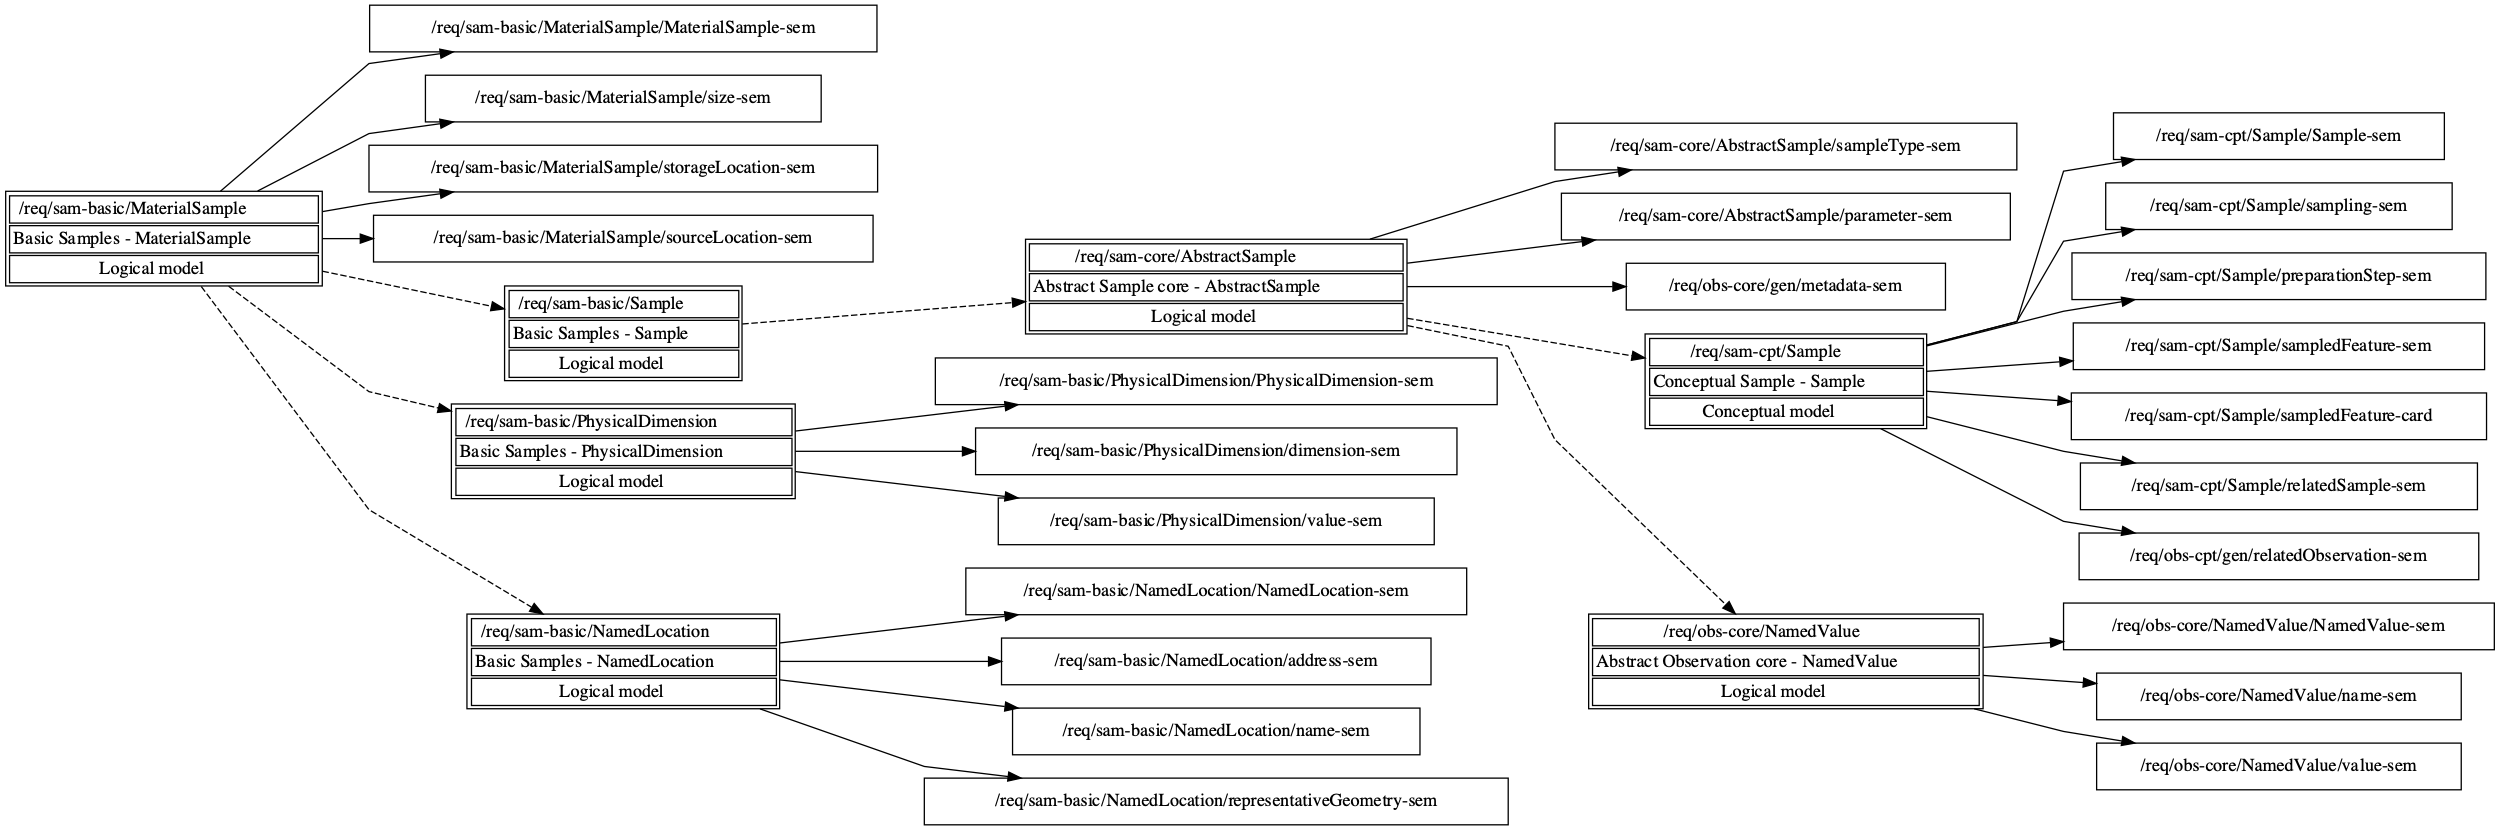 /req/sam-basic/MaterialSample/MaterialSample-sem
/req/sam-basic/MaterialSample/size-sem
/req/sam-basic/MaterialSample/storageLocation-sem
/req/sam-basic/MaterialSample/sourceLocation-sem
/req/sam-basic/MaterialSample
Basic Samples - MaterialSample
Logical model
/req/sam-basic/Sample
Basic Samples - Sample
Logical model
/req/sam-basic/PhysicalDimension
Basic Samples - PhysicalDimension
Logical model
/req/sam-basic/NamedLocation
Basic Samples - NamedLocation
Logical model
/req/sam-core/AbstractSample
Abstract Sample core - AbstractSample
Logical model
/req/sam-basic/PhysicalDimension/PhysicalDimension-sem
/req/sam-basic/PhysicalDimension/dimension-sem
/req/sam-basic/PhysicalDimension/value-sem
/req/sam-basic/NamedLocation/NamedLocation-sem
/req/sam-basic/NamedLocation/address-sem
/req/sam-basic/NamedLocation/name-sem
/req/sam-basic/NamedLocation/representativeGeometry-sem
/req/sam-core/AbstractSample/sampleType-sem
/req/sam-core/AbstractSample/parameter-sem
/req/obs-core/gen/metadata-sem
/req/sam-cpt/Sample
Conceptual Sample - Sample
Conceptual model
/req/obs-core/NamedValue
Abstract Observation core - NamedValue
Logical model
/req/sam-cpt/Sample/Sample-sem
/req/sam-cpt/Sample/sampling-sem
/req/sam-cpt/Sample/preparationStep-sem
/req/sam-cpt/Sample/sampledFeature-sem
/req/sam-cpt/Sample/sampledFeature-card
/req/sam-cpt/Sample/relatedSample-sem
/req/obs-cpt/gen/relatedObservation-sem
/req/obs-core/NamedValue/NamedValue-sem
/req/obs-core/NamedValue/name-sem
/req/obs-core/NamedValue/value-sem